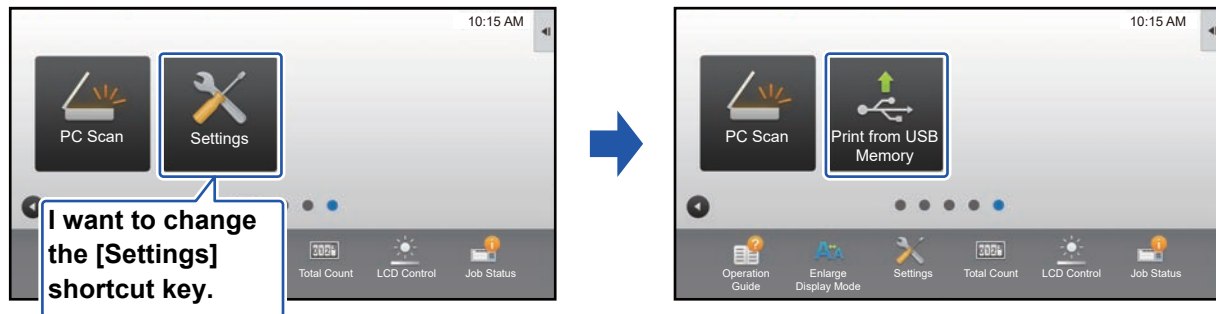 10:15 AM
PC Scan
Settings
I want to change
the [Settings]
shortcut key.
Total Count
LCD Control
Job Status
10:15 AM
PC Scan
Print from USB
Memory
Operation
Guide
Enlarge
Display Mode
Settings
Total Count
LCD Control
Job Status